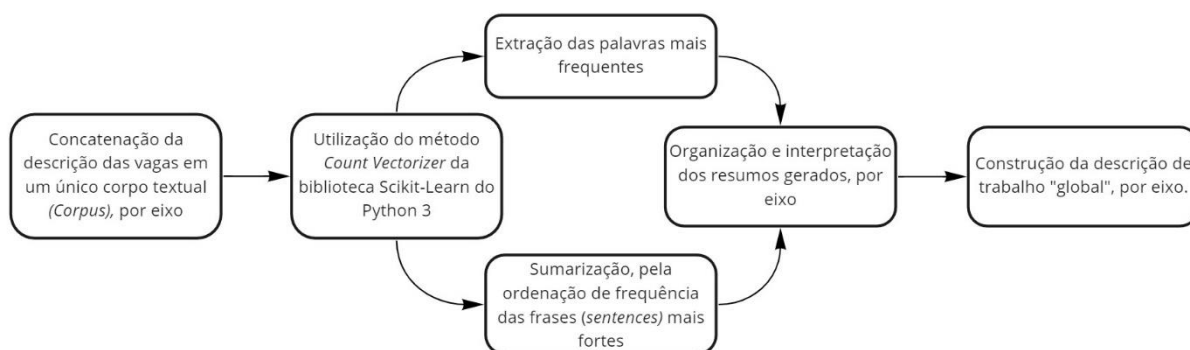 Concatenação da
descrição das vagas em
um único corpo textual
(Corpus), por eixo
Utilização do método
Count Vectorizer da
biblioteca Scikit-Learn do
Python 3
Extração das palavras mais
frequentes
Sumarização, pela
ordenação de frequência
das frases (sentences) mais
fortes
Organização e interpretação
dos resumos gerados, por
eixo
Construção da descrição de
trabalho "global", por eixo.